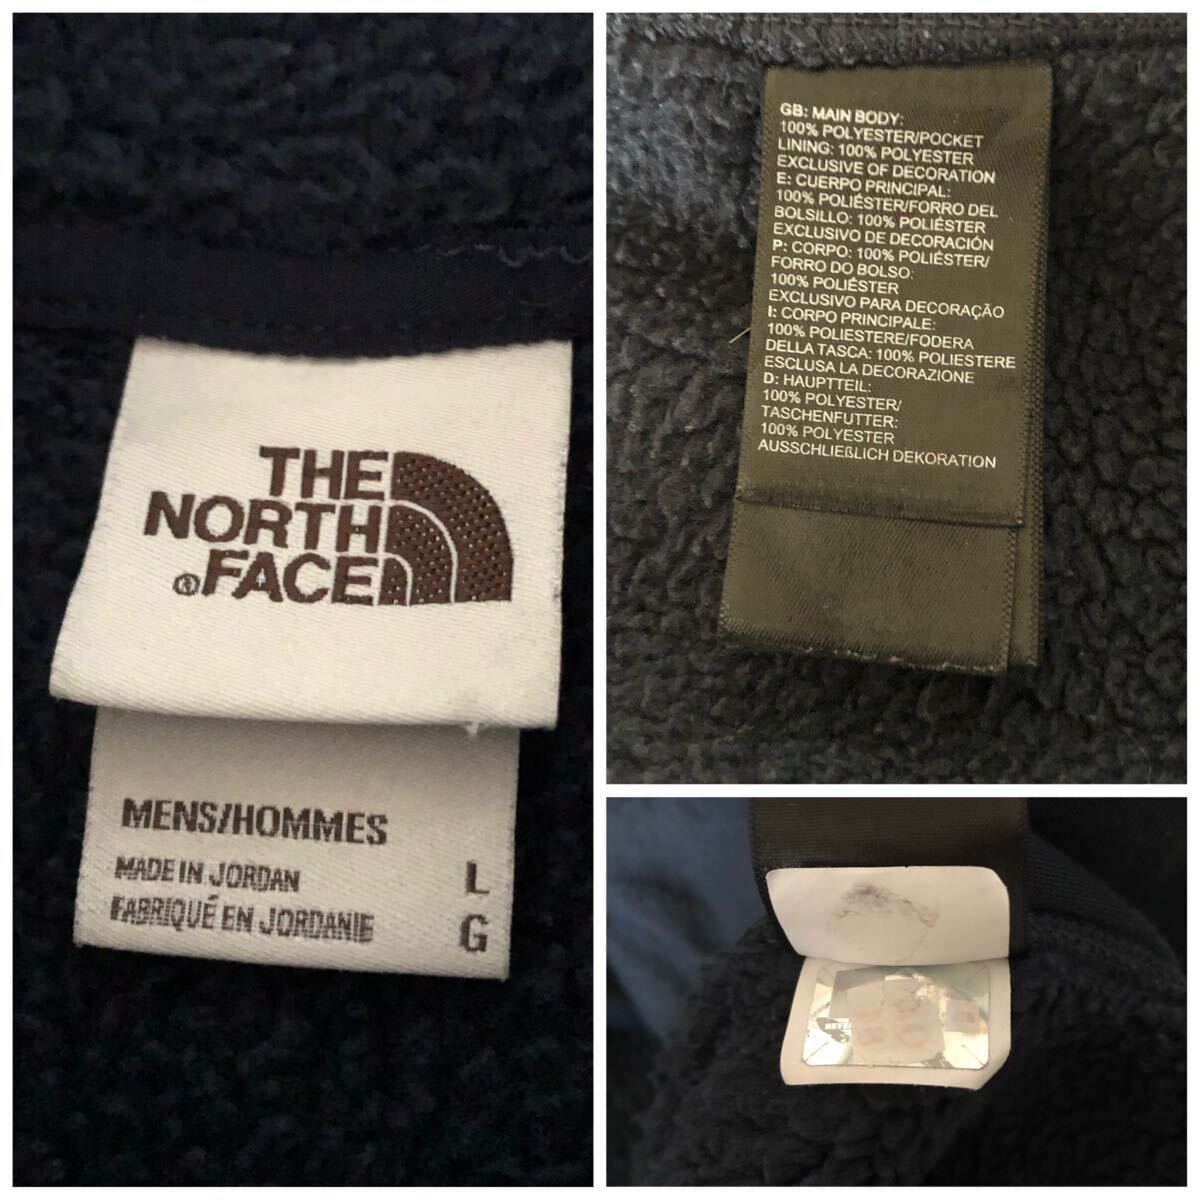 THE
NORTH
®FACE
MENS/HOMMES
MADE IN JORDAN L
FABRIQUÉ EN JORDANIE G
GB: MAIN BODY:
100% POLYESTER/POCKET
LINING: 100% POLYESTER
EXCLUSIVE OF DECORATION
E: CUERPO PRINCIPAL:
100% POLIÉSTER/FORRO DEL
BOLSILLO: 100% POLIÉSTER
EXCLUSIVO DE DECORACIÓN
P: CORPO: 100% POLIÉSTER/
FORRO DO BOLSO:
100% POLIÉSTER
EXCLUSIVO PARA DECORAÇÃO
I: CORPO PRINCIPALE:
100% POLIESTERE/FODERA
DELLA TASCA: 100% POLIESTERE
ESCLUSA LA DECORAZIONE
D: HAUPTTEIL:
100% POLYESTER/
TASCHENFUTTER:
100% POLYESTER
AUSSCHLIEßLICH DEKORATION